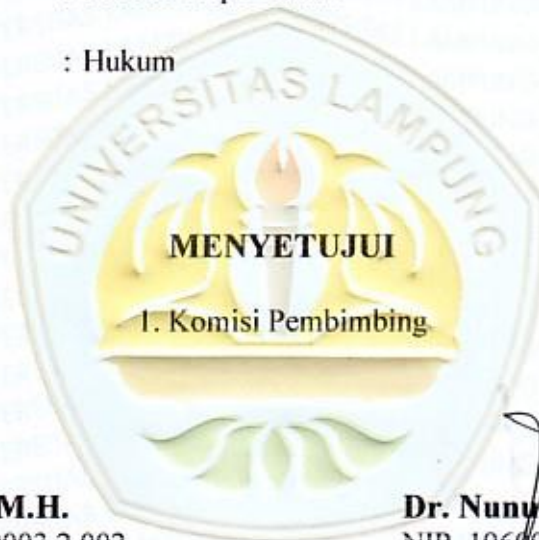 : Hukum
UNIVERSITAS LAMPUNG
MENYETUJUI
1. Komisi Pembimbing
M.H.
Dr. Nunu